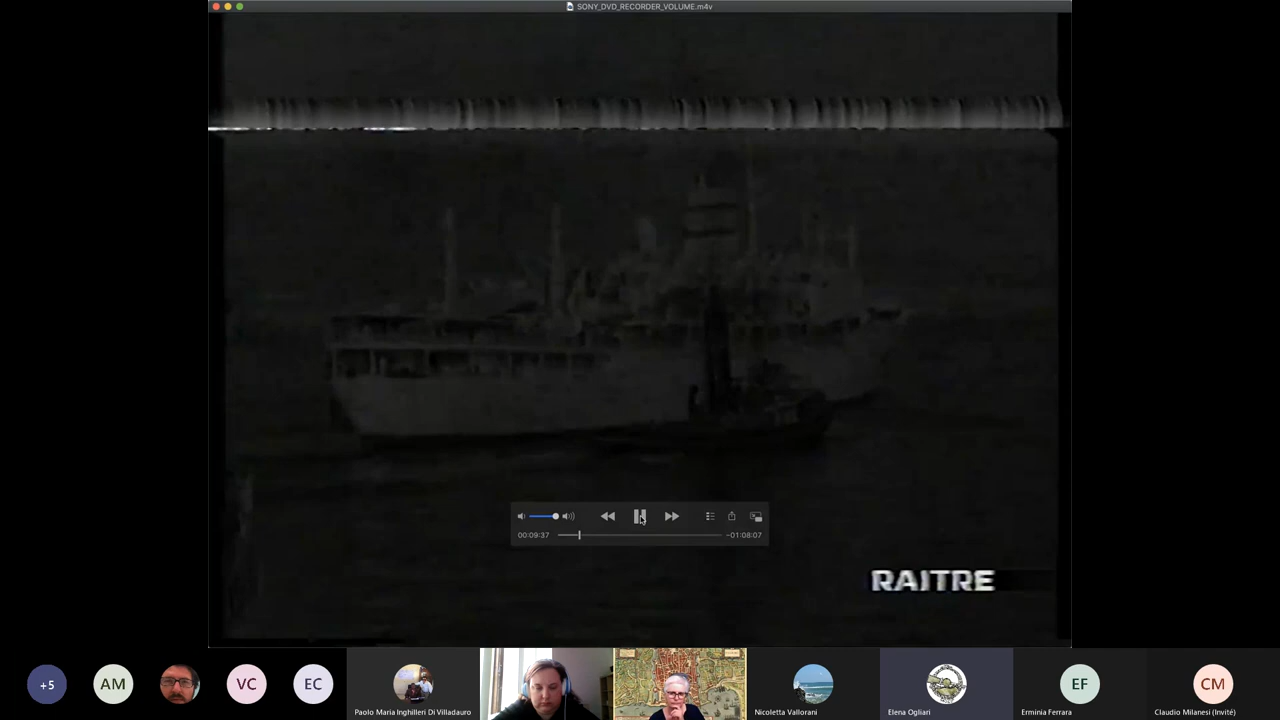 SONY_DVD_RECORDER_VOLUME.m4v
00:09:37
-01:08:07
RAITRE
+5
AM
VC
EC
EF
CM
Paolo Maria Inghilleri Di Villadauro
Nicoletta Vallorani
Elena Ogliari
Erminia Ferrara
Claudio Milanesi (Invité)